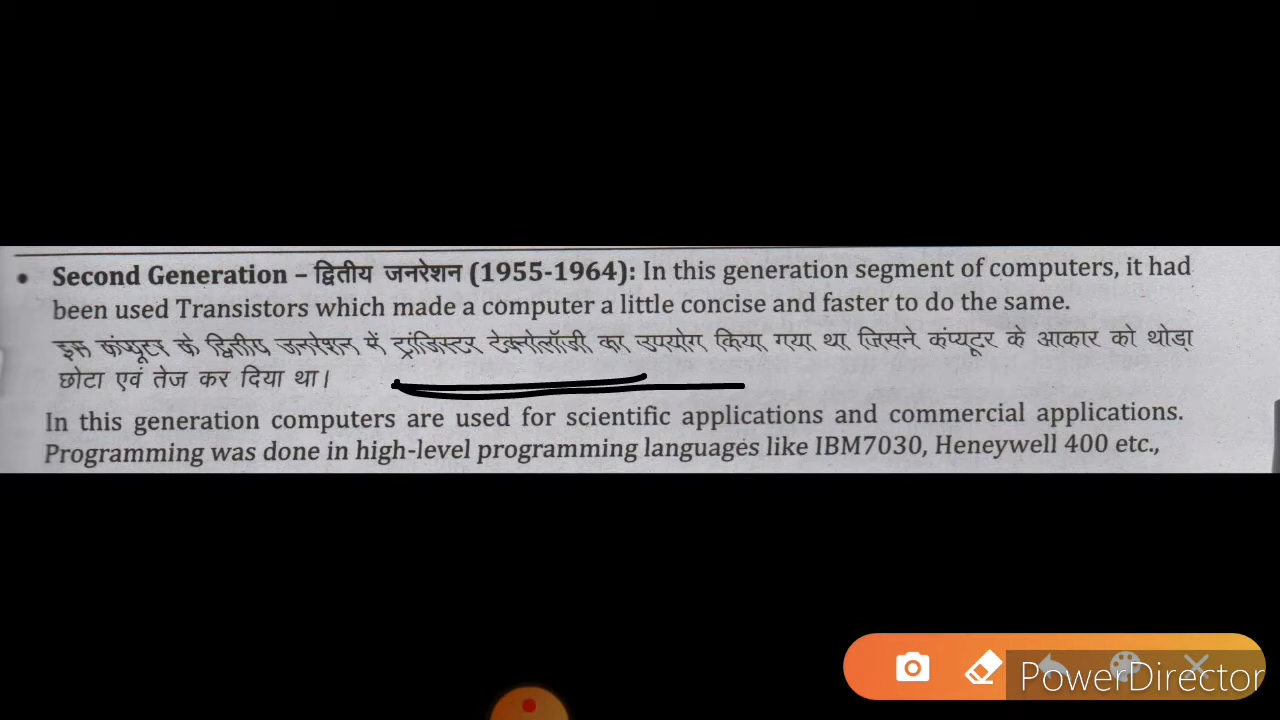 • Second Generation – द्वितीय जनरेशन (1955-1964): In this generation segment of computers, it had
been used Transistors which made a computer a little concise and faster to do the same.
इस कंप्यूटर के द्वितीय जनरेशन में ट्रांजिस्टर टेक्नोलॉजी का उपयोग किया गया था जिसने कंप्यूटर के आकार को थोड़ा
छोटा एवं तेज कर दिया था।
In this generation computers are used for scientific applications and commercial applications.
Programming was done in high-level programming languages like IBM7030, Heneywell 400 etc.,
PowerDirector